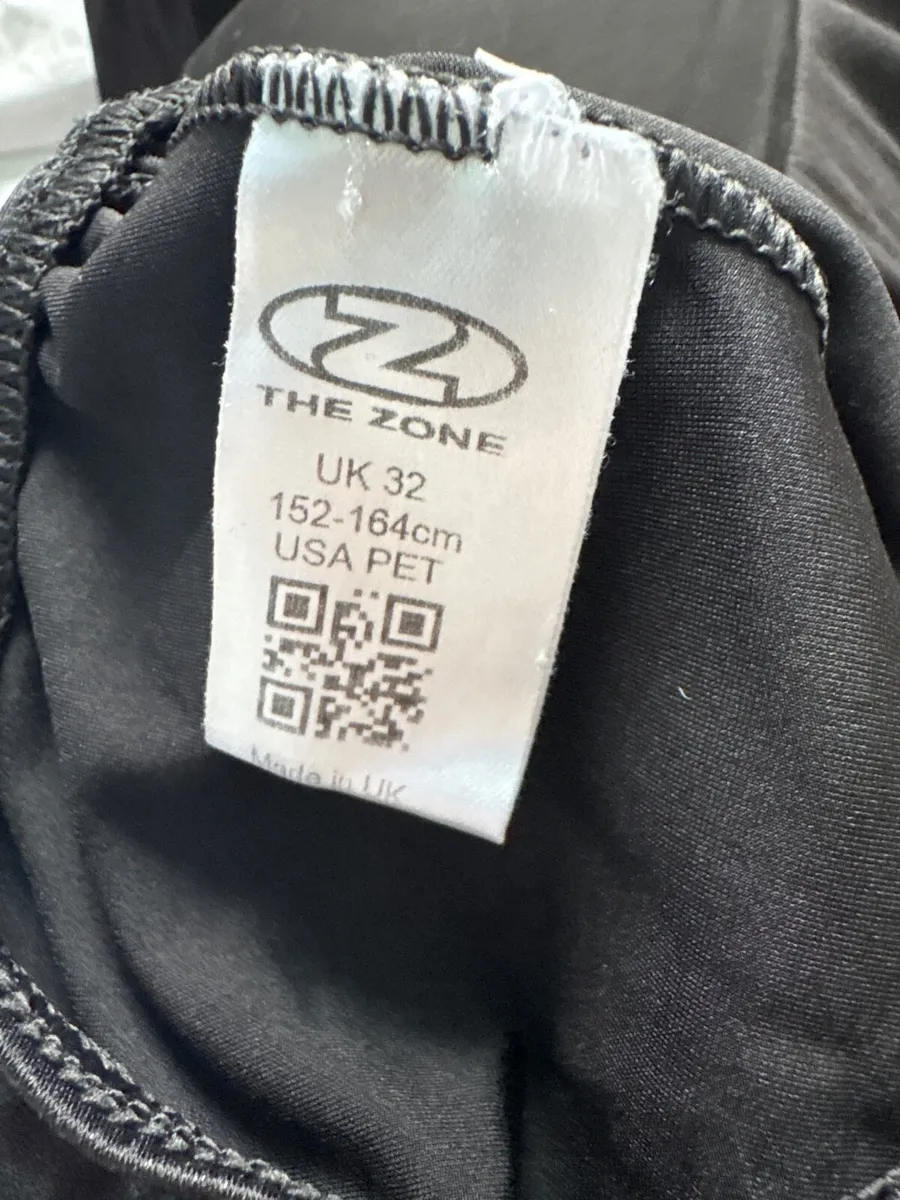 Z
THE ZONE
UK 32
152-164cm
USA PET
Made in UK